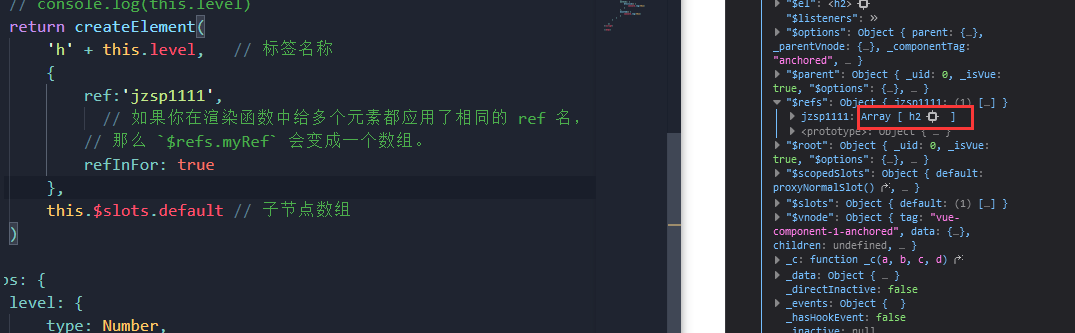 // console.log(this.level)
return createElement(
'h' + this.level,   // 标签名称
{
ref:'jzsp1111',
// 如果你在渲染函数中给多个元素都应用了相同的 ref 名，
// 那么 `$refs.myRef` 会变成一个数组。
refInFor: true
},
this.$slots.default // 子节点数组
)
ps: {
level: {
type: Number,
"$el": <h2>
"$listeners": »
"$options": Object { parent: {…},
_parentVnode: {…}, _componentTag:
"anchored", … }
"$parent": Object { _uid: 0, _isVue:
true, "$options": {…}, … }
"$refs": Object { jzsp1111: (1) […] }
jzsp1111: Array [ h2 ]
<prototype>: Object { … }
"$root": Object { _uid: 0, _isVue:
true, "$options": {…}, … }
"$scopedSlots": Object { default:
proxyNormalSlot() , … }
"$slots": Object { default: (1) […] }
"$vnode": Object { tag: "vue-
component-1-anchored", data: {…},
children: undefined, … }
_c: function _c(a, b, c, d)
_data: Object { … }
_directInactive: false
_events: Object {  }
_hasHookEvent: false
_inactive: null